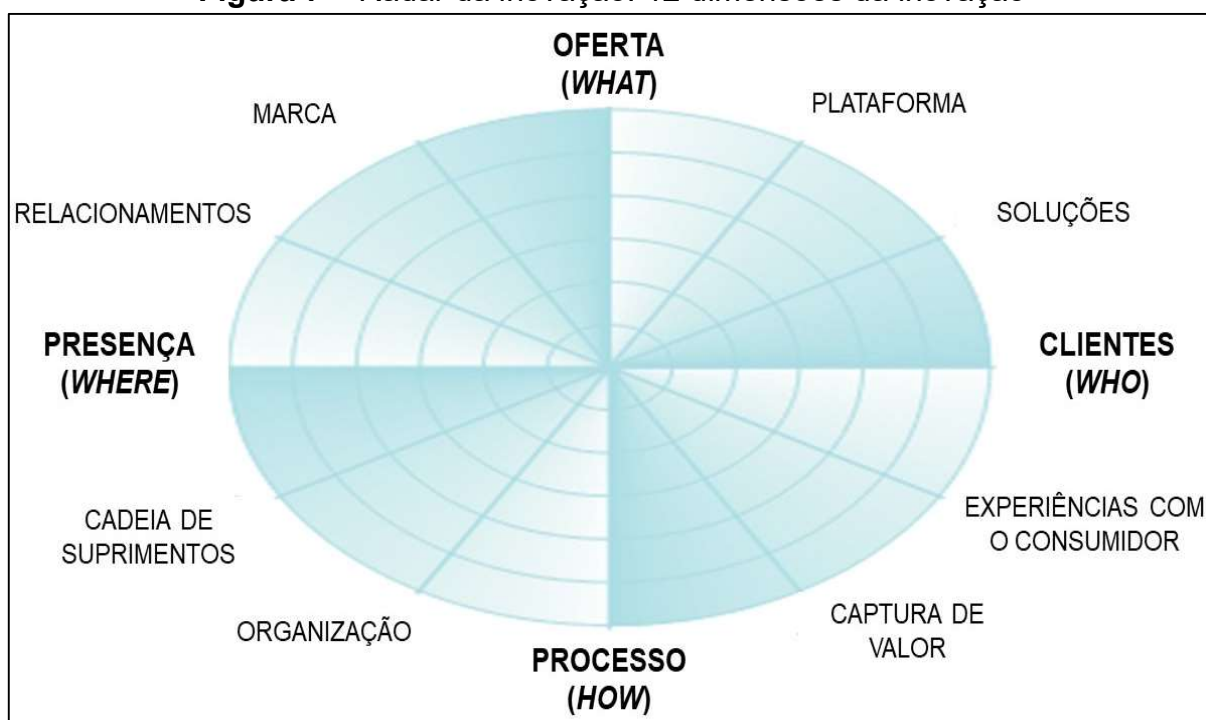 OFERTA
(WHAT)
MARCA
PLATAFORMA
RELACIONAMENTOS
SOLUÇÕES
PRESENÇA
(WHERE)
CLIENTES
(WHO)
CADEIA DE
SUPRIMENTOS
EXPERIÊNCIAS COM
O CONSUMIDOR
ORGANIZAÇÃO
CAPTURA DE
VALOR
PROCESSO
(HOW)